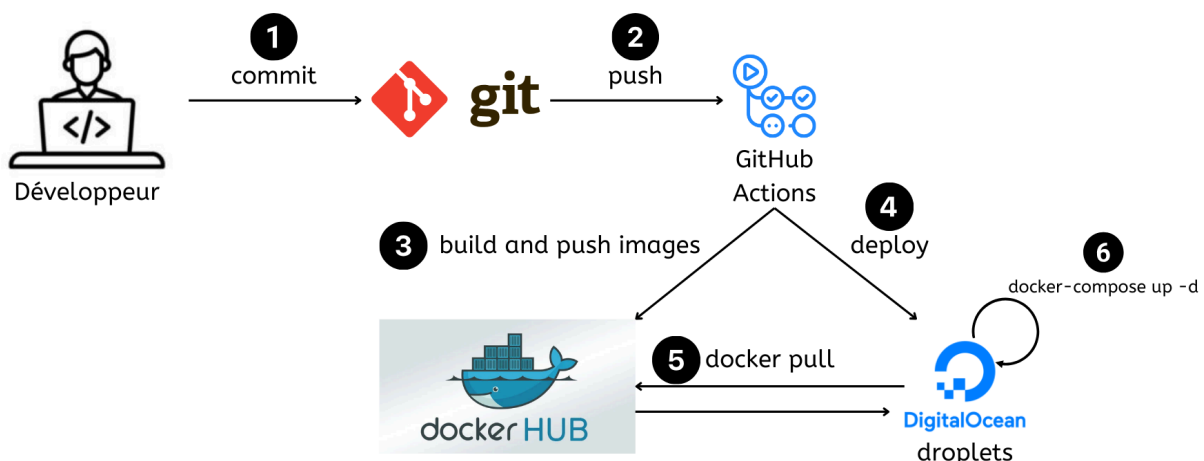 1
commit
2
push
git
</>
Développeur
GitHub
Actions
3
build and push images
4
deploy
6
docker-compose up -d
5
docker pull
docker HUB
DigitalOcean
droplets